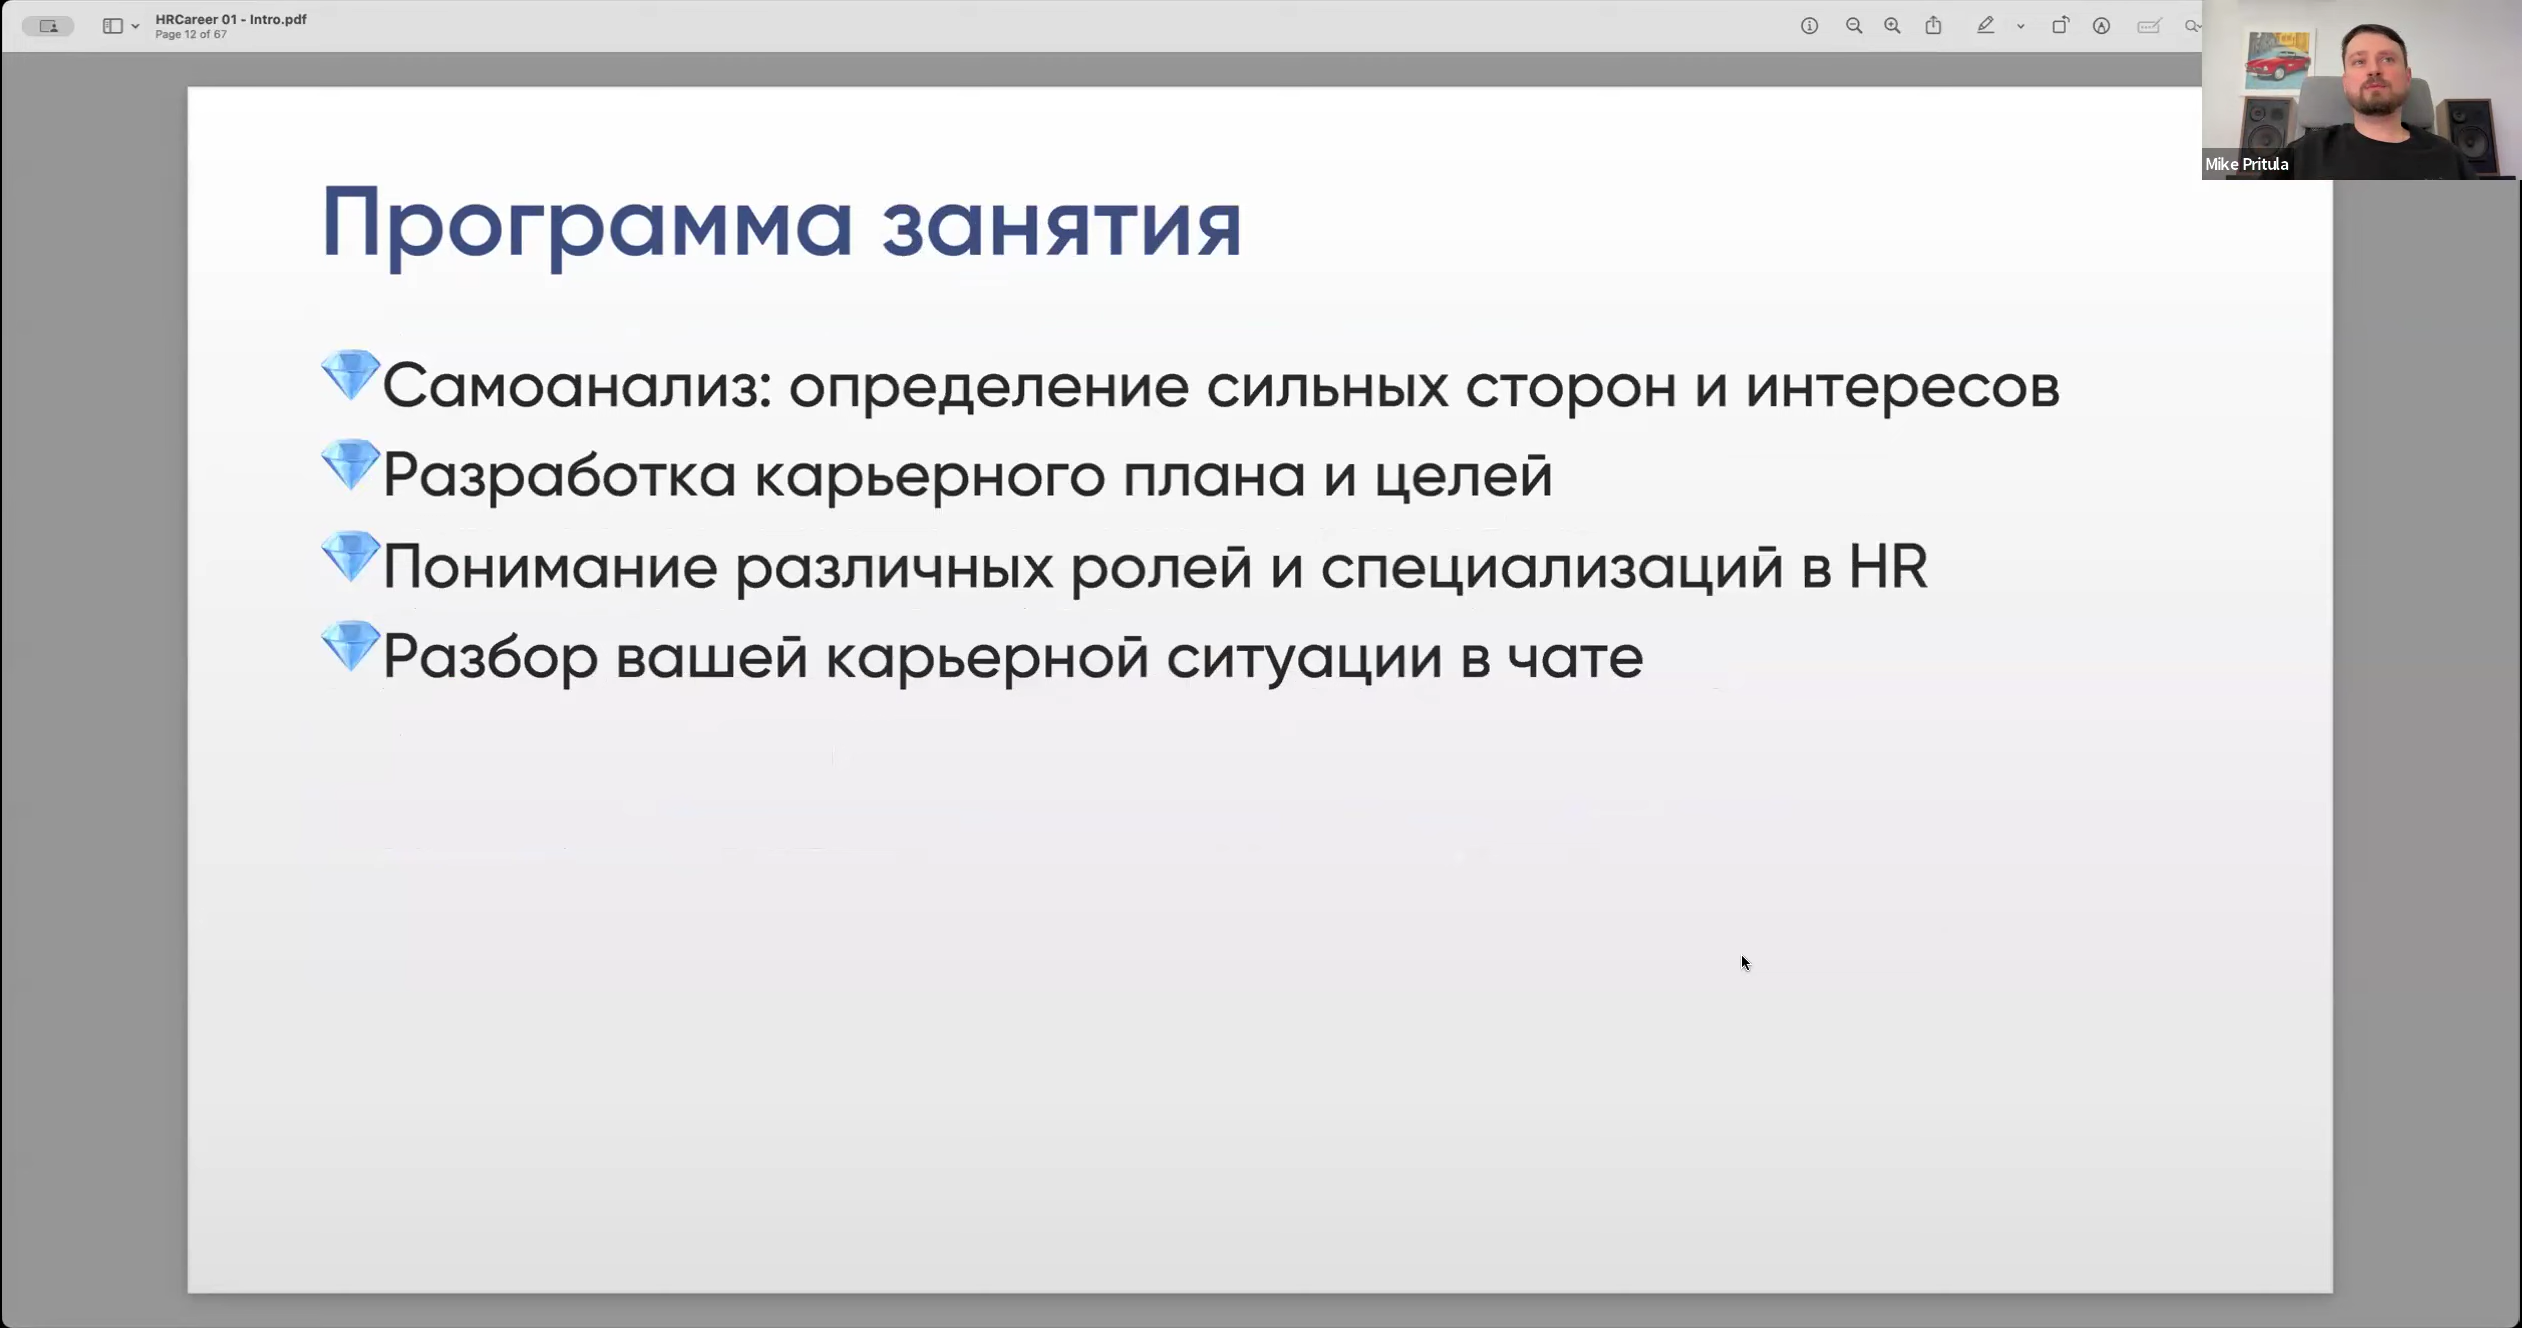 HRCareer 01 - Intro.pdf
Page 12 of 67
Mike Pritula
Программа занятия
Самоанализ: определение сильных сторон и интересов
Разработка карьерного плана и целей
Понимание различных ролей и специализаций в HR
Разбор вашей карьерной ситуации в чате